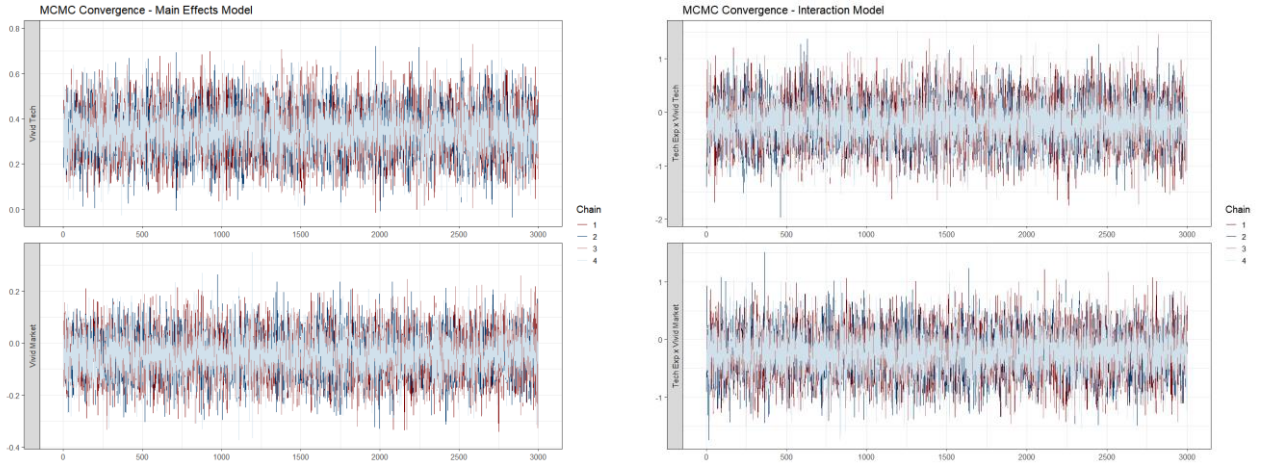 MCMC Convergence - Main Effects Model
0.8
0.6
0.4
0.2
0.0
Vivid Tech
0 500 1000 1500 2000 2500 3000
0.2
0.0
-0.2
-0.4
Vivid Market
0 500 1000 1500 2000 2500 3000
Chain
1
2
3
4
MCMC Convergence - Interaction Model
1
0
-1
-2
Tech Exp x Vivid Tech
0 500 1000 1500 2000 2500 3000
1
0
-1
Tech Exp x Vivid Market
0 500 1000 1500 2000 2500 3000
Chain
1
2
3
4